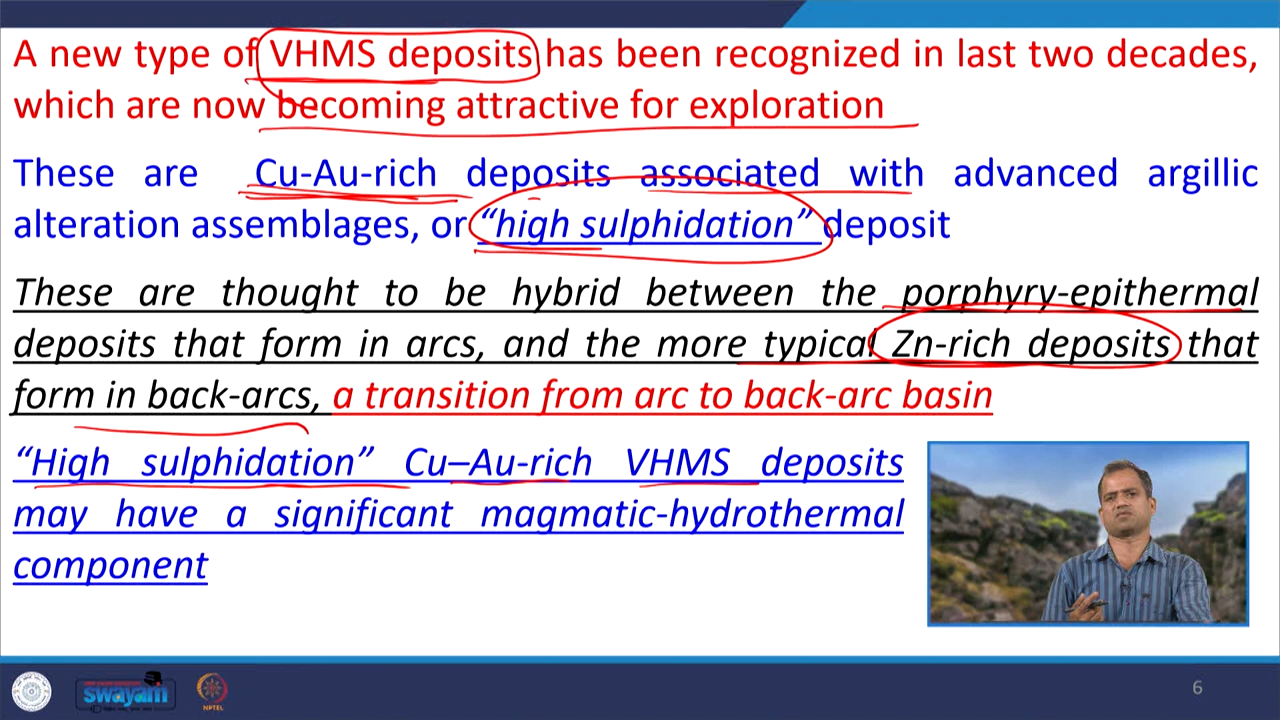 A new type of VHMS deposits has been recognized in last two decades,
which are now becoming attractive for exploration
These are Cu-Au-rich deposits associated with advanced argillic
alteration assemblages, or “high sulphidation” deposit
These are thought to be hybrid between the porphyry-epithermal
deposits that form in arcs, and the more typical Zn-rich deposits that
form in back-arcs, a transition from arc to back-arc basin
“High sulphidation” Cu–Au-rich VHMS deposits
may have a significant magmatic-hydrothermal
component
swayam
NPTEL
6